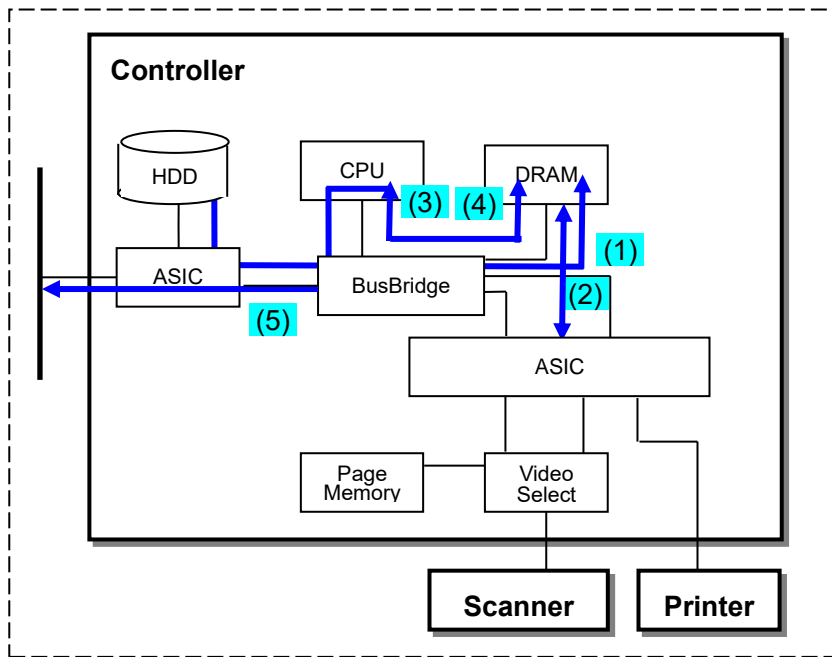 Controller
HDD
CPU
DRAM
(3)
(4)
(1)
ASIC
BusBridge
(2)
(5)
ASIC
Page
Memory
Video
Select
Scanner
Printer